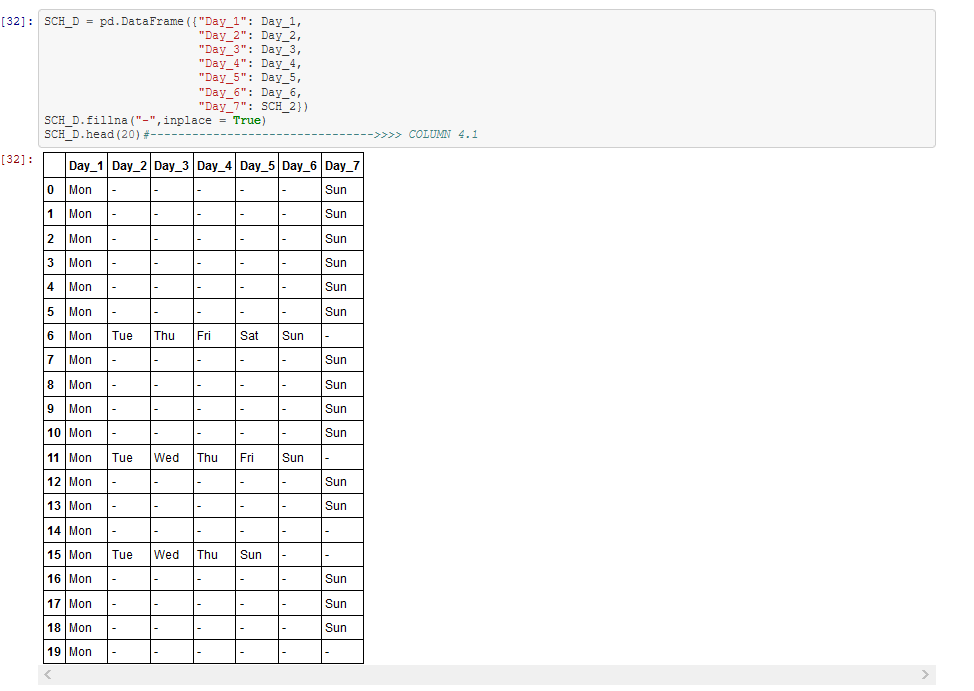 [32]: SCH_D = pd.DataFrame({"Day_1": Day_1,
"Day_2": Day_2,
"Day_3": Day_3,
"Day_4": Day_4,
"Day_5": Day_5,
"Day_6": Day_6,
"Day_7": SCH_2})
SCH_D.fillna("-",inplace = True)
SCH_D.head(20)#------------------------------->>>> COLUMN 4.1
[32]: Day_1 Day_2 Day_3 Day_4 Day_5 Day_6 Day_7
0 Mon - - - - - Sun
1 Mon - - - - - Sun
2 Mon - - - - - Sun
3 Mon - - - - - Sun
4 Mon - - - - - Sun
5 Mon - - - - - Sun
6 Mon Tue Thu Fri Sat Sun -
7 Mon - - - - - Sun
8 Mon - - - - - Sun
9 Mon - - - - - Sun
10 Mon - - - - - Sun
11 Mon Tue Wed Thu Fri Sun -
12 Mon - - - - - Sun
13 Mon - - - - - Sun
14 Mon - - - - - -
15 Mon Tue Wed Thu Sun - -
16 Mon - - - - - Sun
17 Mon - - - - - Sun
18 Mon - - - - - Sun
19 Mon - - - - - -